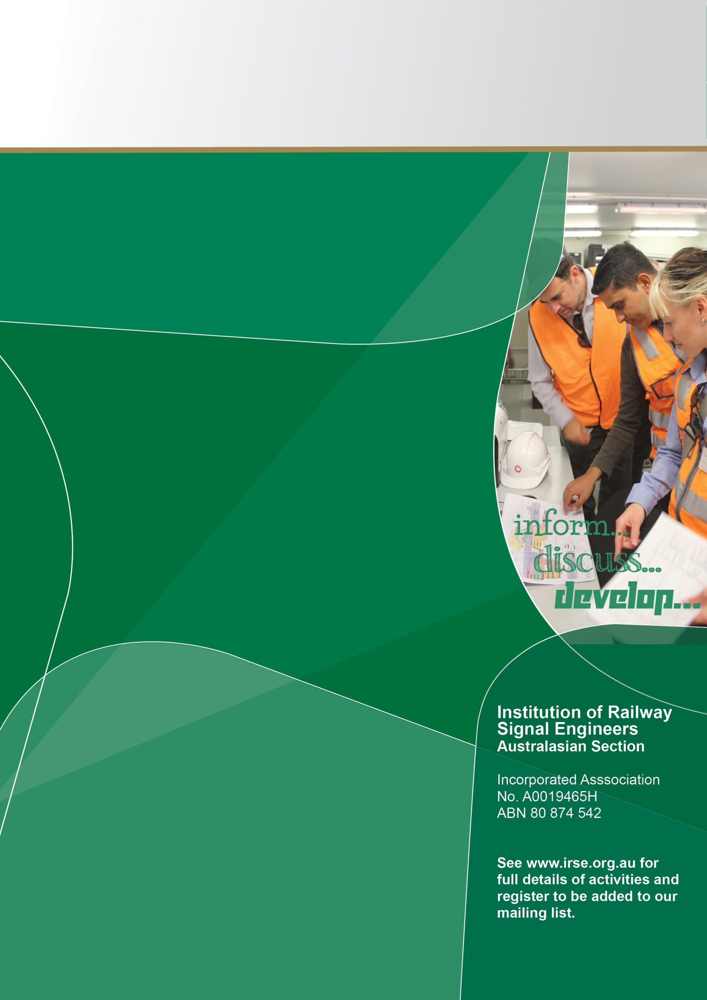 inform...
discuss...
develop...
Institution of Railway
Signal Engineers
Australasian Section
Incorporated Asssociation
No. A0019465H
ABN 80 874 542
See www.irse.org.au for
full details of activities and
register to be added to our
mailing list.